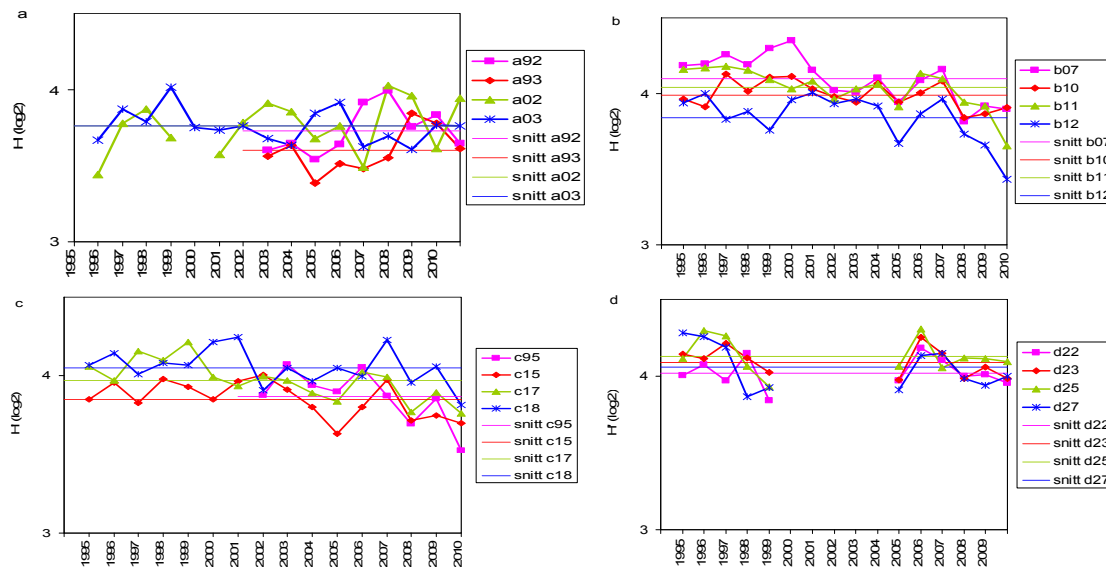 a
H (log2)
4
3
1995 1996 1997 1998 1999 2000 2001 2002 2003 2004 2005 2006 2007 2008 2009 2010
a92
a93
a02
a03
snitt a92
snitt a93
snitt a02
snitt a03
b
H (log2)
4
3
1995 1996 1997 1998 1999 2000 2001 2002 2003 2004 2005 2006 2007 2008 2009 2010
b07
b10
b11
b12
snitt b07
snitt b10
snitt b11
snitt b12
c
H (log2)
4
3
1995 1996 1997 1998 1999 2000 2001 2002 2003 2004 2005 2006 2007 2008 2009 2010
c95
c15
c17
c18
snitt c95
snitt c15
snitt c17
snitt c18
d
H' (log2)
4
3
1995 1996 1997 1998 1999 2000 2001 2002 2003 2004 2005 2006 2007 2008 2009
d22
d23
d25
d27
snitt d22
snitt d23
snitt d25
snitt d27